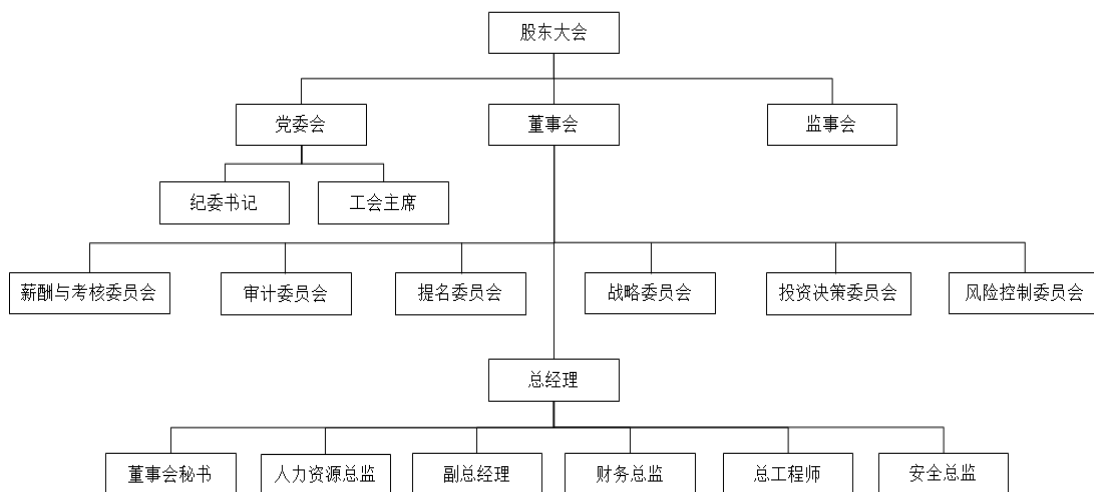 股东大会
党委会
董事会
监事会
纪委书记
工会主席
薪酬与考核委员会
审计委员会
提名委员会
战略委员会
投资决策委员会
风险控制委员会
总经理
董事会秘书
人力资源总监
副总经理
财务总监
总工程师
安全总监